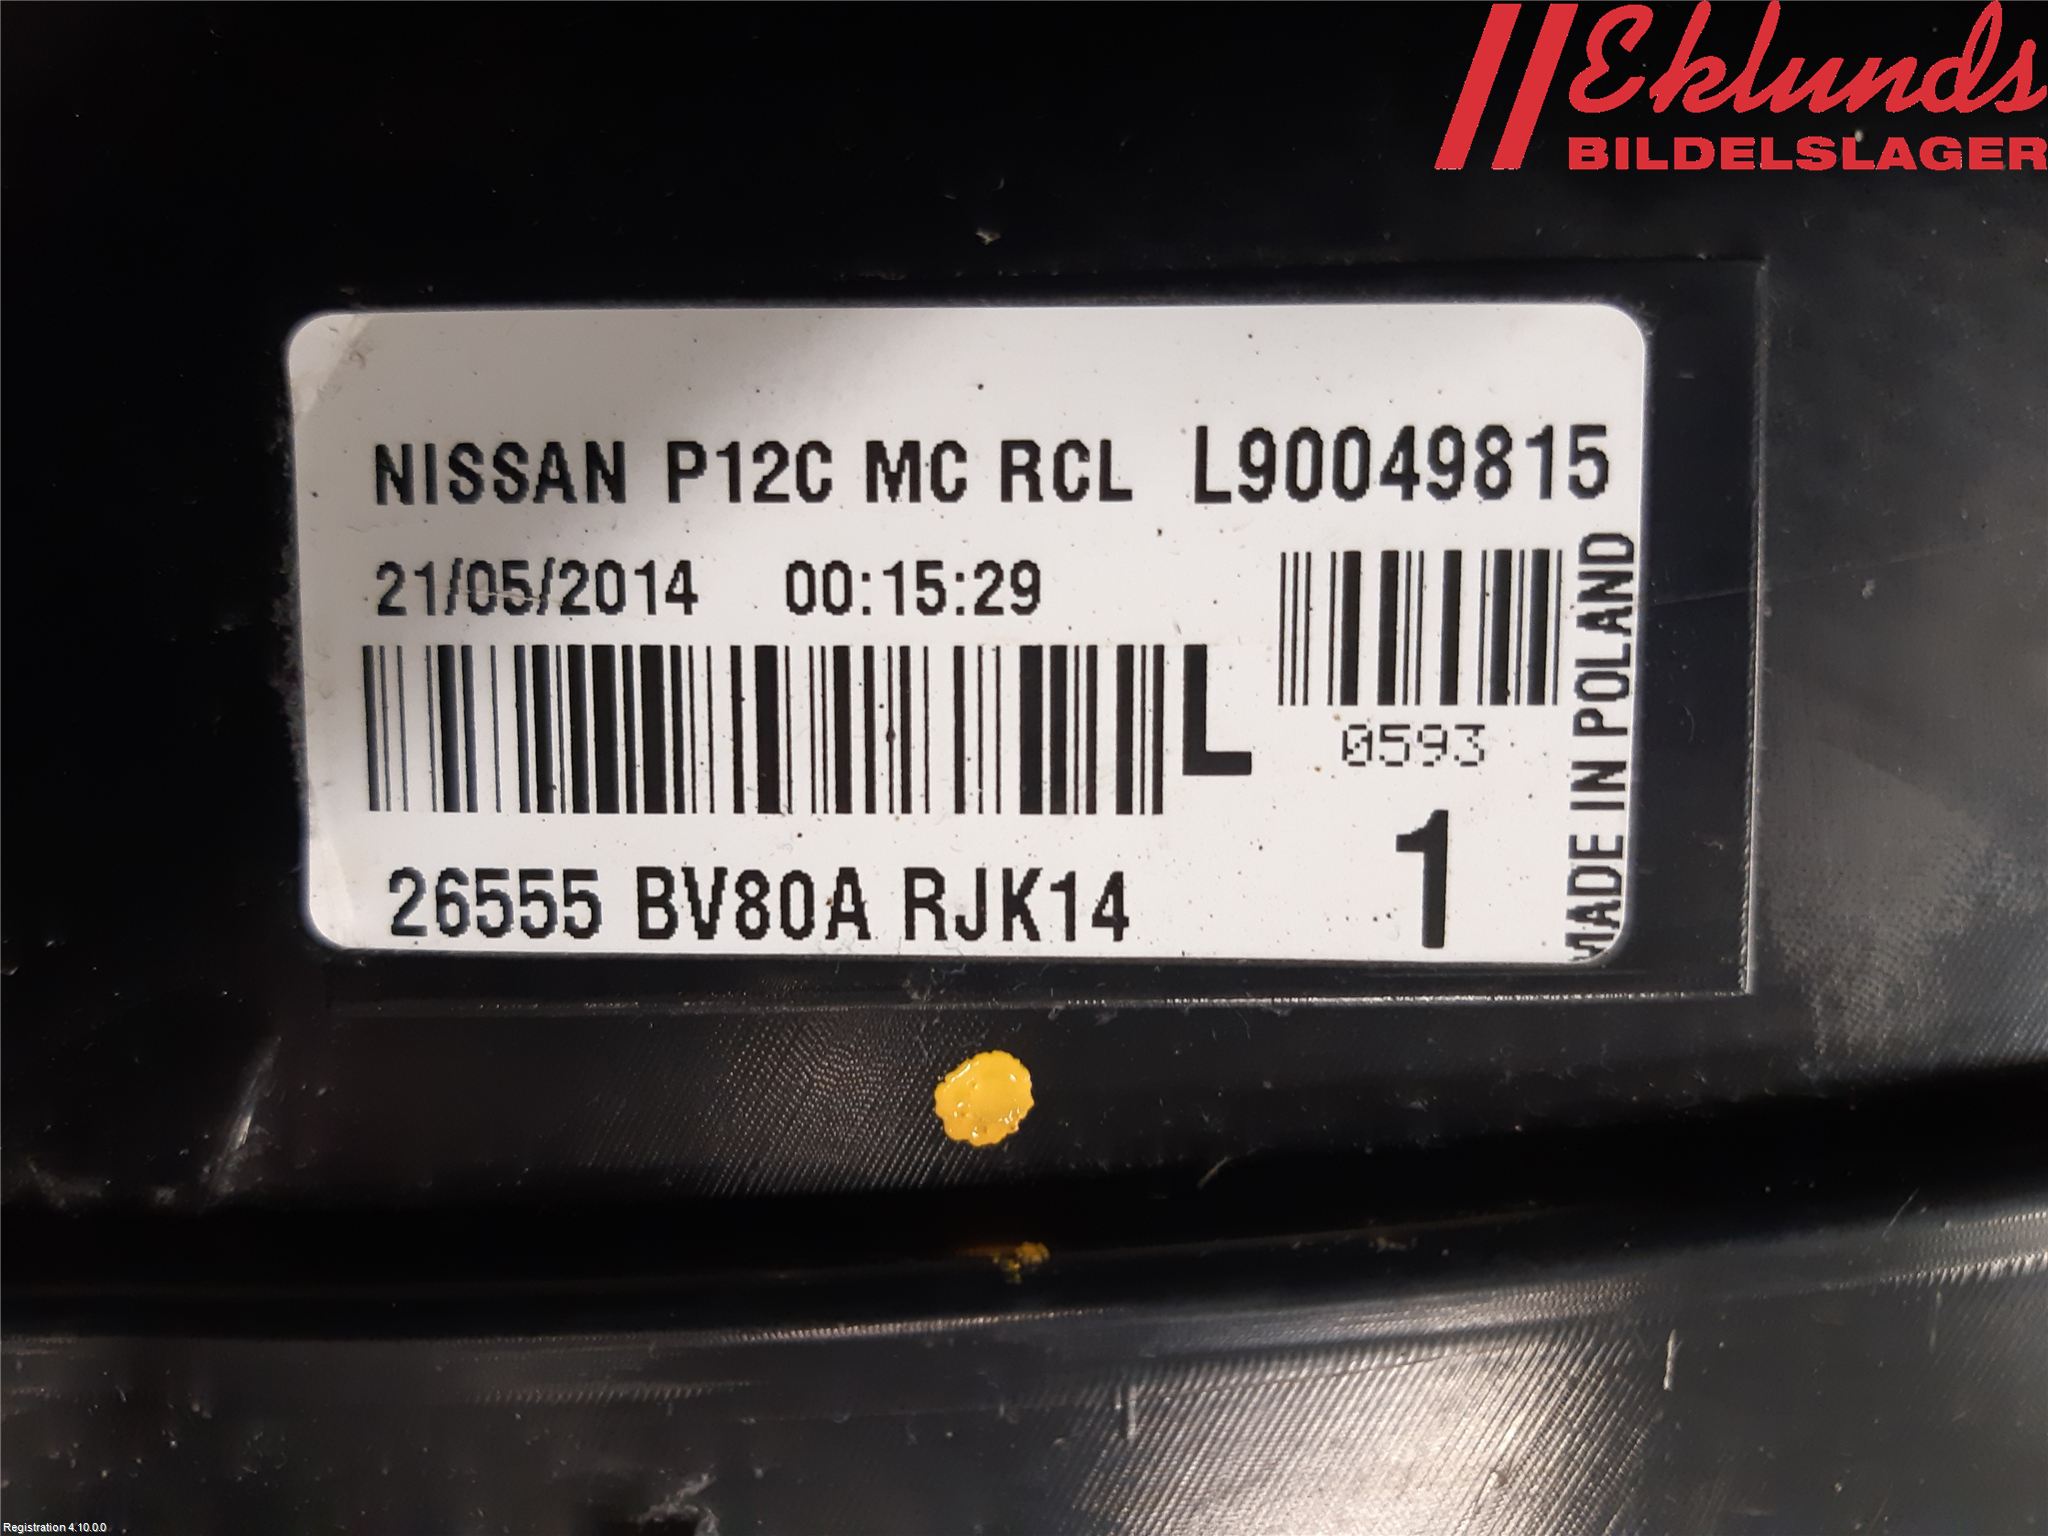 Eklunds
BILDELSLAGER
NISSAN P12C MC RCL L90049815
21/05/2014 00:15:29
L
0593
1
26555 BV80A RJK14
MADE IN POLAND
Registration 4.10.0.0